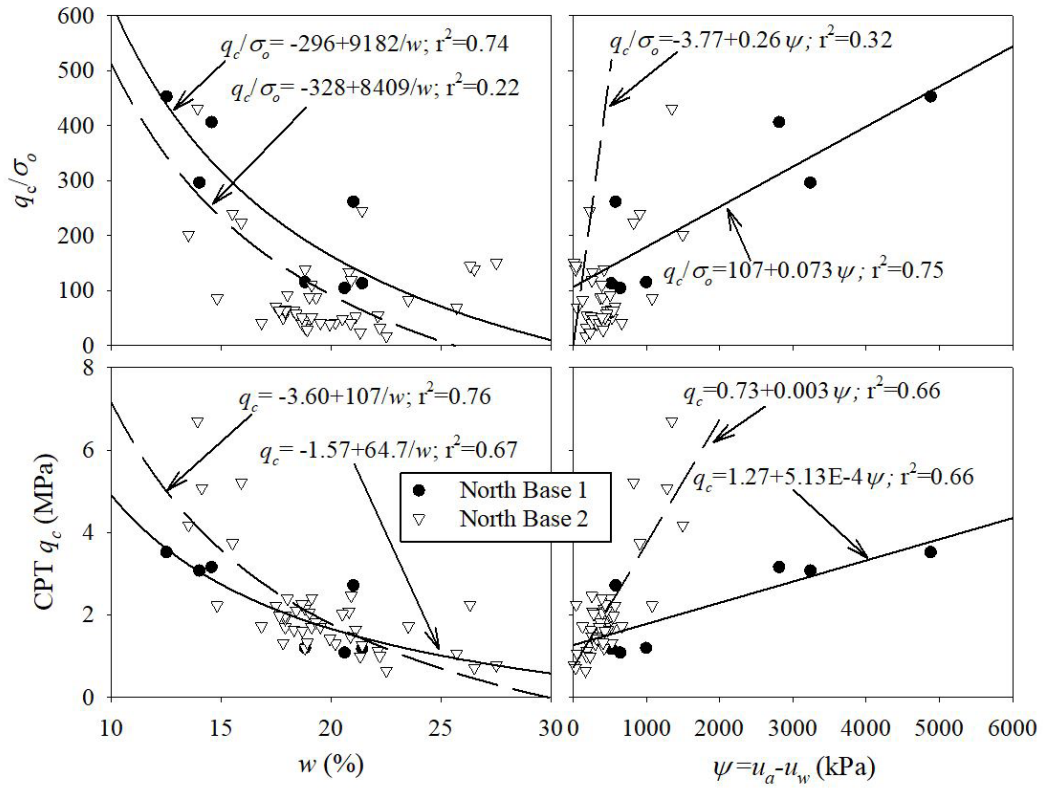 600
500
400
300
200
100
0
q_c/σ_o
q_c/σ_o= -296+9182/w; r²=0.74
q_c/σ_o= -328+8409/w; r²=0.22
q_c/σ_o=-3.77+0.26 ψ; r²=0.32
q_c/σ_o=107+0.073 ψ; r²=0.75
8
6
4
2
0
CPT q_c (MPa)
q_c= -3.60+107/w; r²=0.76
q_c= -1.57+64.7/w; r²=0.67
q_c=0.73+0.003 ψ; r²=0.66
q_c=1.27+5.13E-4 ψ; r²=0.66
North Base 1
North Base 2
10 15 20 25 30
0 1000 2000 3000 4000 5000 6000
w (%)
ψ=u_a-u_w (kPa)